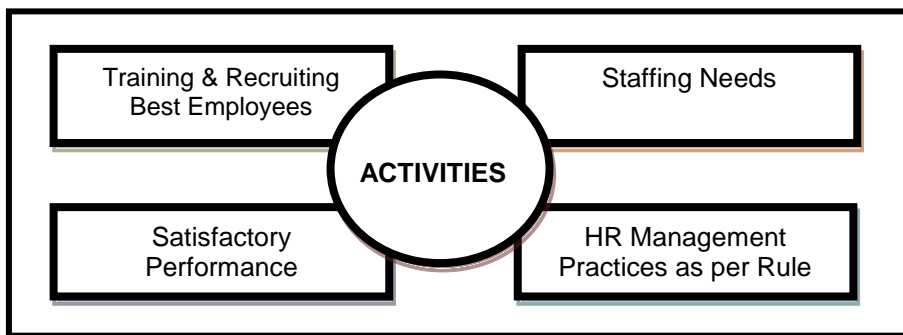 Training & Recruiting
Best Employees
Staffing Needs
ACTIVITIES
Satisfactory
Performance
HR Management
Practices as per Rule